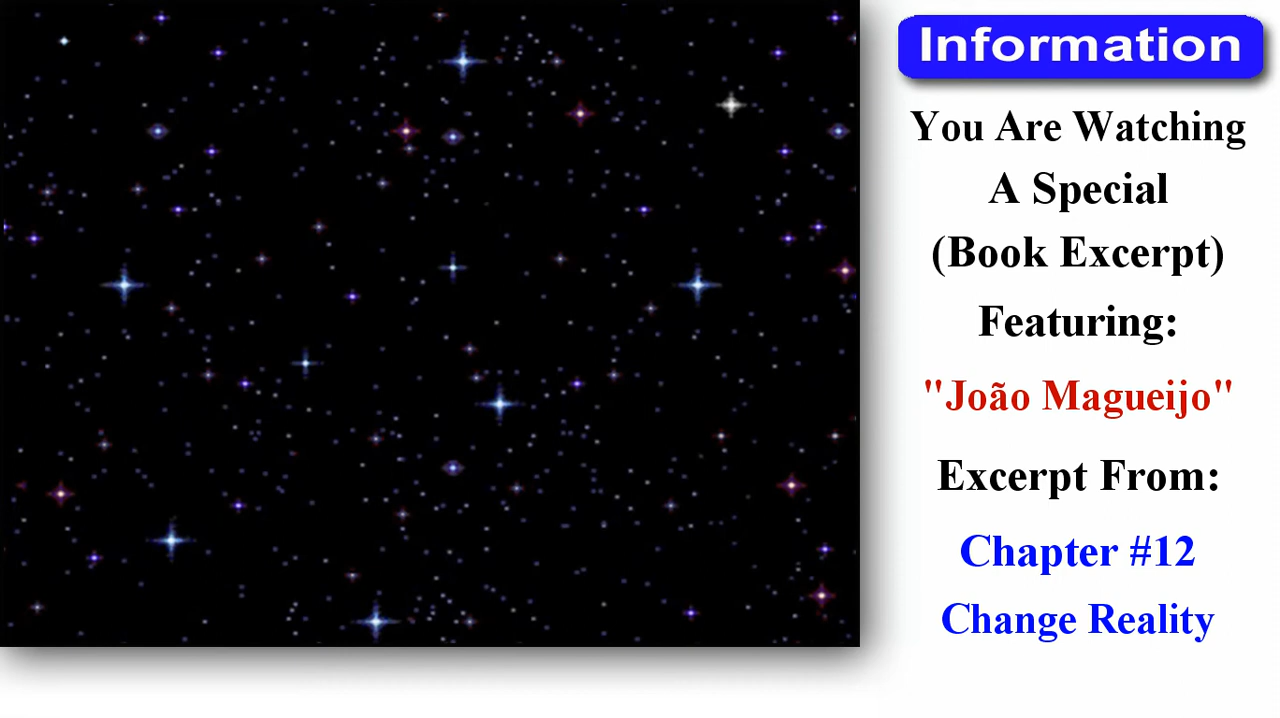 Information
You Are Watching
A Special
(Book Excerpt)
Featuring:
"João Magueijo"
Excerpt From:
Chapter #12
Change Reality